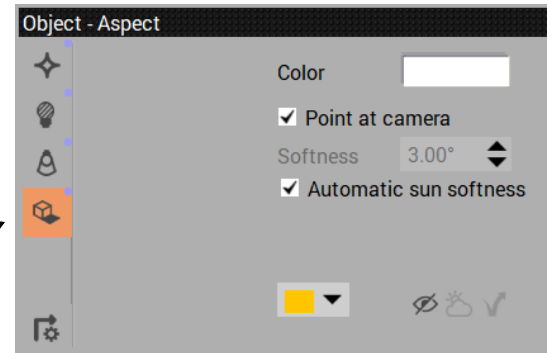 Object - Aspect
Color
Point at camera
Softness 3.00°
Automatic sun softness